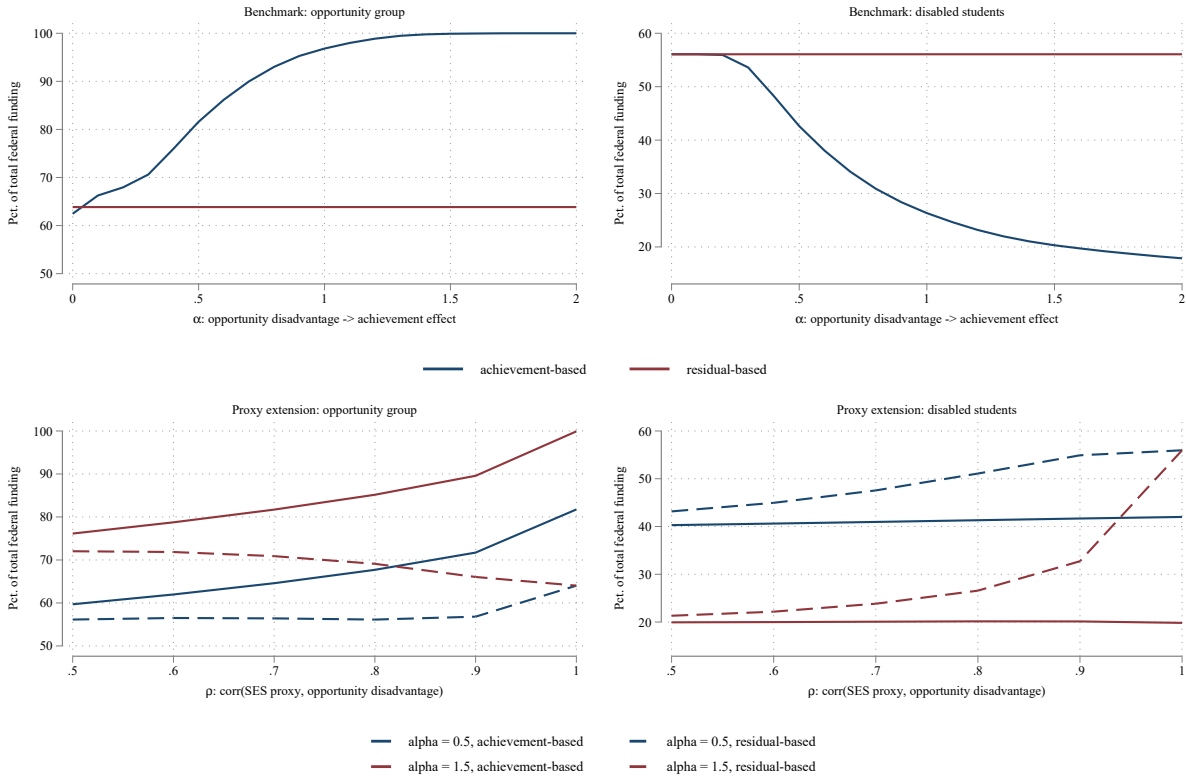 Benchmark: opportunity group
Pct. of total federal funding
100
90
80
70
60
50
0 .5 1 1.5 2
α: opportunity disadvantage -> achievement effect
Benchmark: disabled students
Pct. of total federal funding
60
50
40
30
20
0 .5 1 1.5 2
α: opportunity disadvantage -> achievement effect
achievement-based residual-based
Proxy extension: opportunity group
Pct. of total federal funding
100
90
80
70
60
50
.5 .6 .7 .8 .9 1
ρ: corr(SES proxy, opportunity disadvantage)
Proxy extension: disabled students
Pct. of total federal funding
60
50
40
30
20
.5 .6 .7 .8 .9 1
ρ: corr(SES proxy, opportunity disadvantage)
alpha = 0.5, achievement-based alpha = 0.5, residual-based
alpha = 1.5, achievement-based alpha = 1.5, residual-based